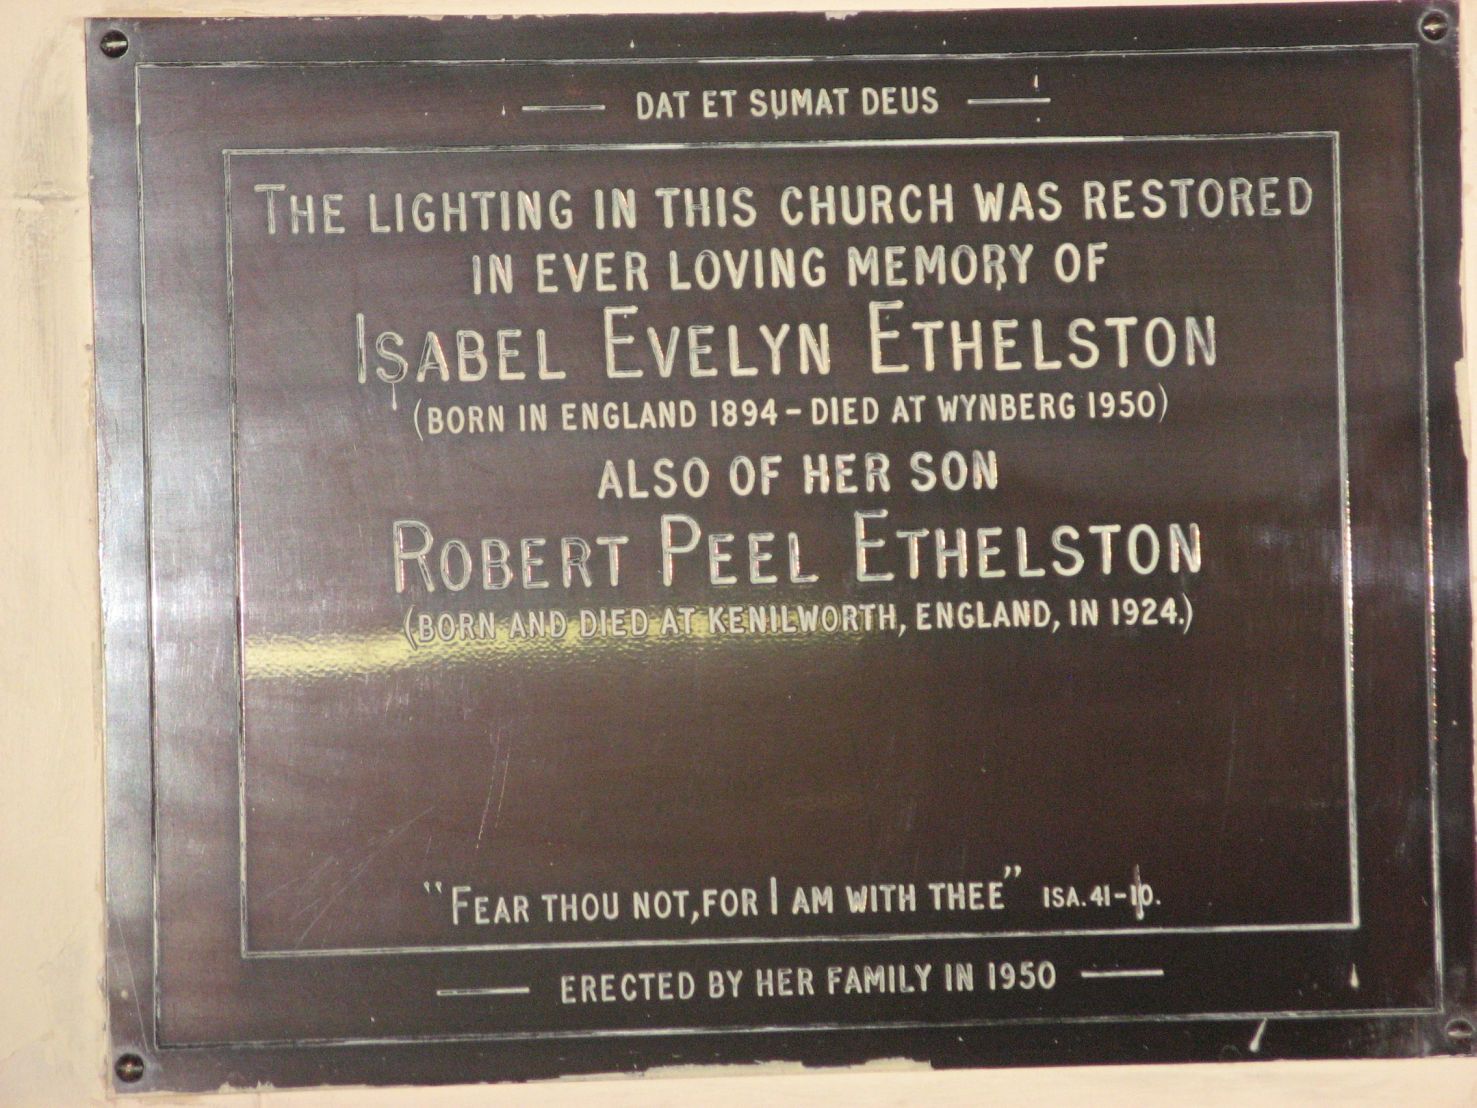 DAT ET SUMAT DEUS
THE LIGHTING IN THIS CHURCH WAS RESTORED
IN EVER LOVING MEMORY OF
ISABEL EVELYN ETHELSTON
(BORN IN ENGLAND 1894 - DIED AT WYNBERG 1950)
ALSO OF HER SON
ROBERT PEEL ETHELSTON
(BORN AND DIED AT KENILWORTH, ENGLAND, IN 1924.)
"FEAR THOU NOT, FOR I AM WITH THEE" ISA. 41-10.
ERECTED BY HER FAMILY IN 1950